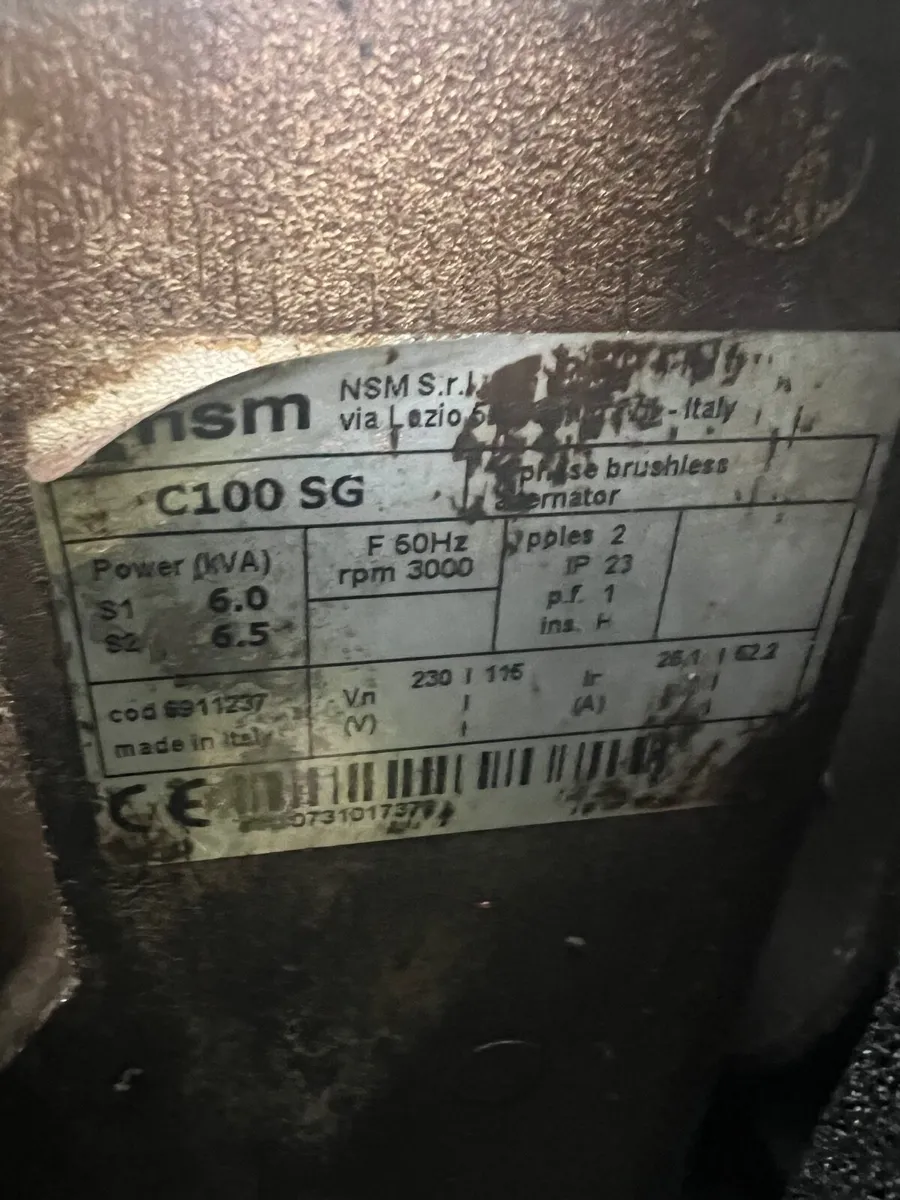 nsm
NSM S.r.l.
via Lazio - Italy
C100 SG
phase brushless
alternator
Power (kVA)
S1 6.0
S2 6.5
F 50Hz
rpm 3000
poles 2
IP 23
p.f. 1
ins. H
cod 6911237
made in Italy
Vn
(V)
230 / 115
/
/
Ir
(A)
26,1 / 52,2
/
/
CE